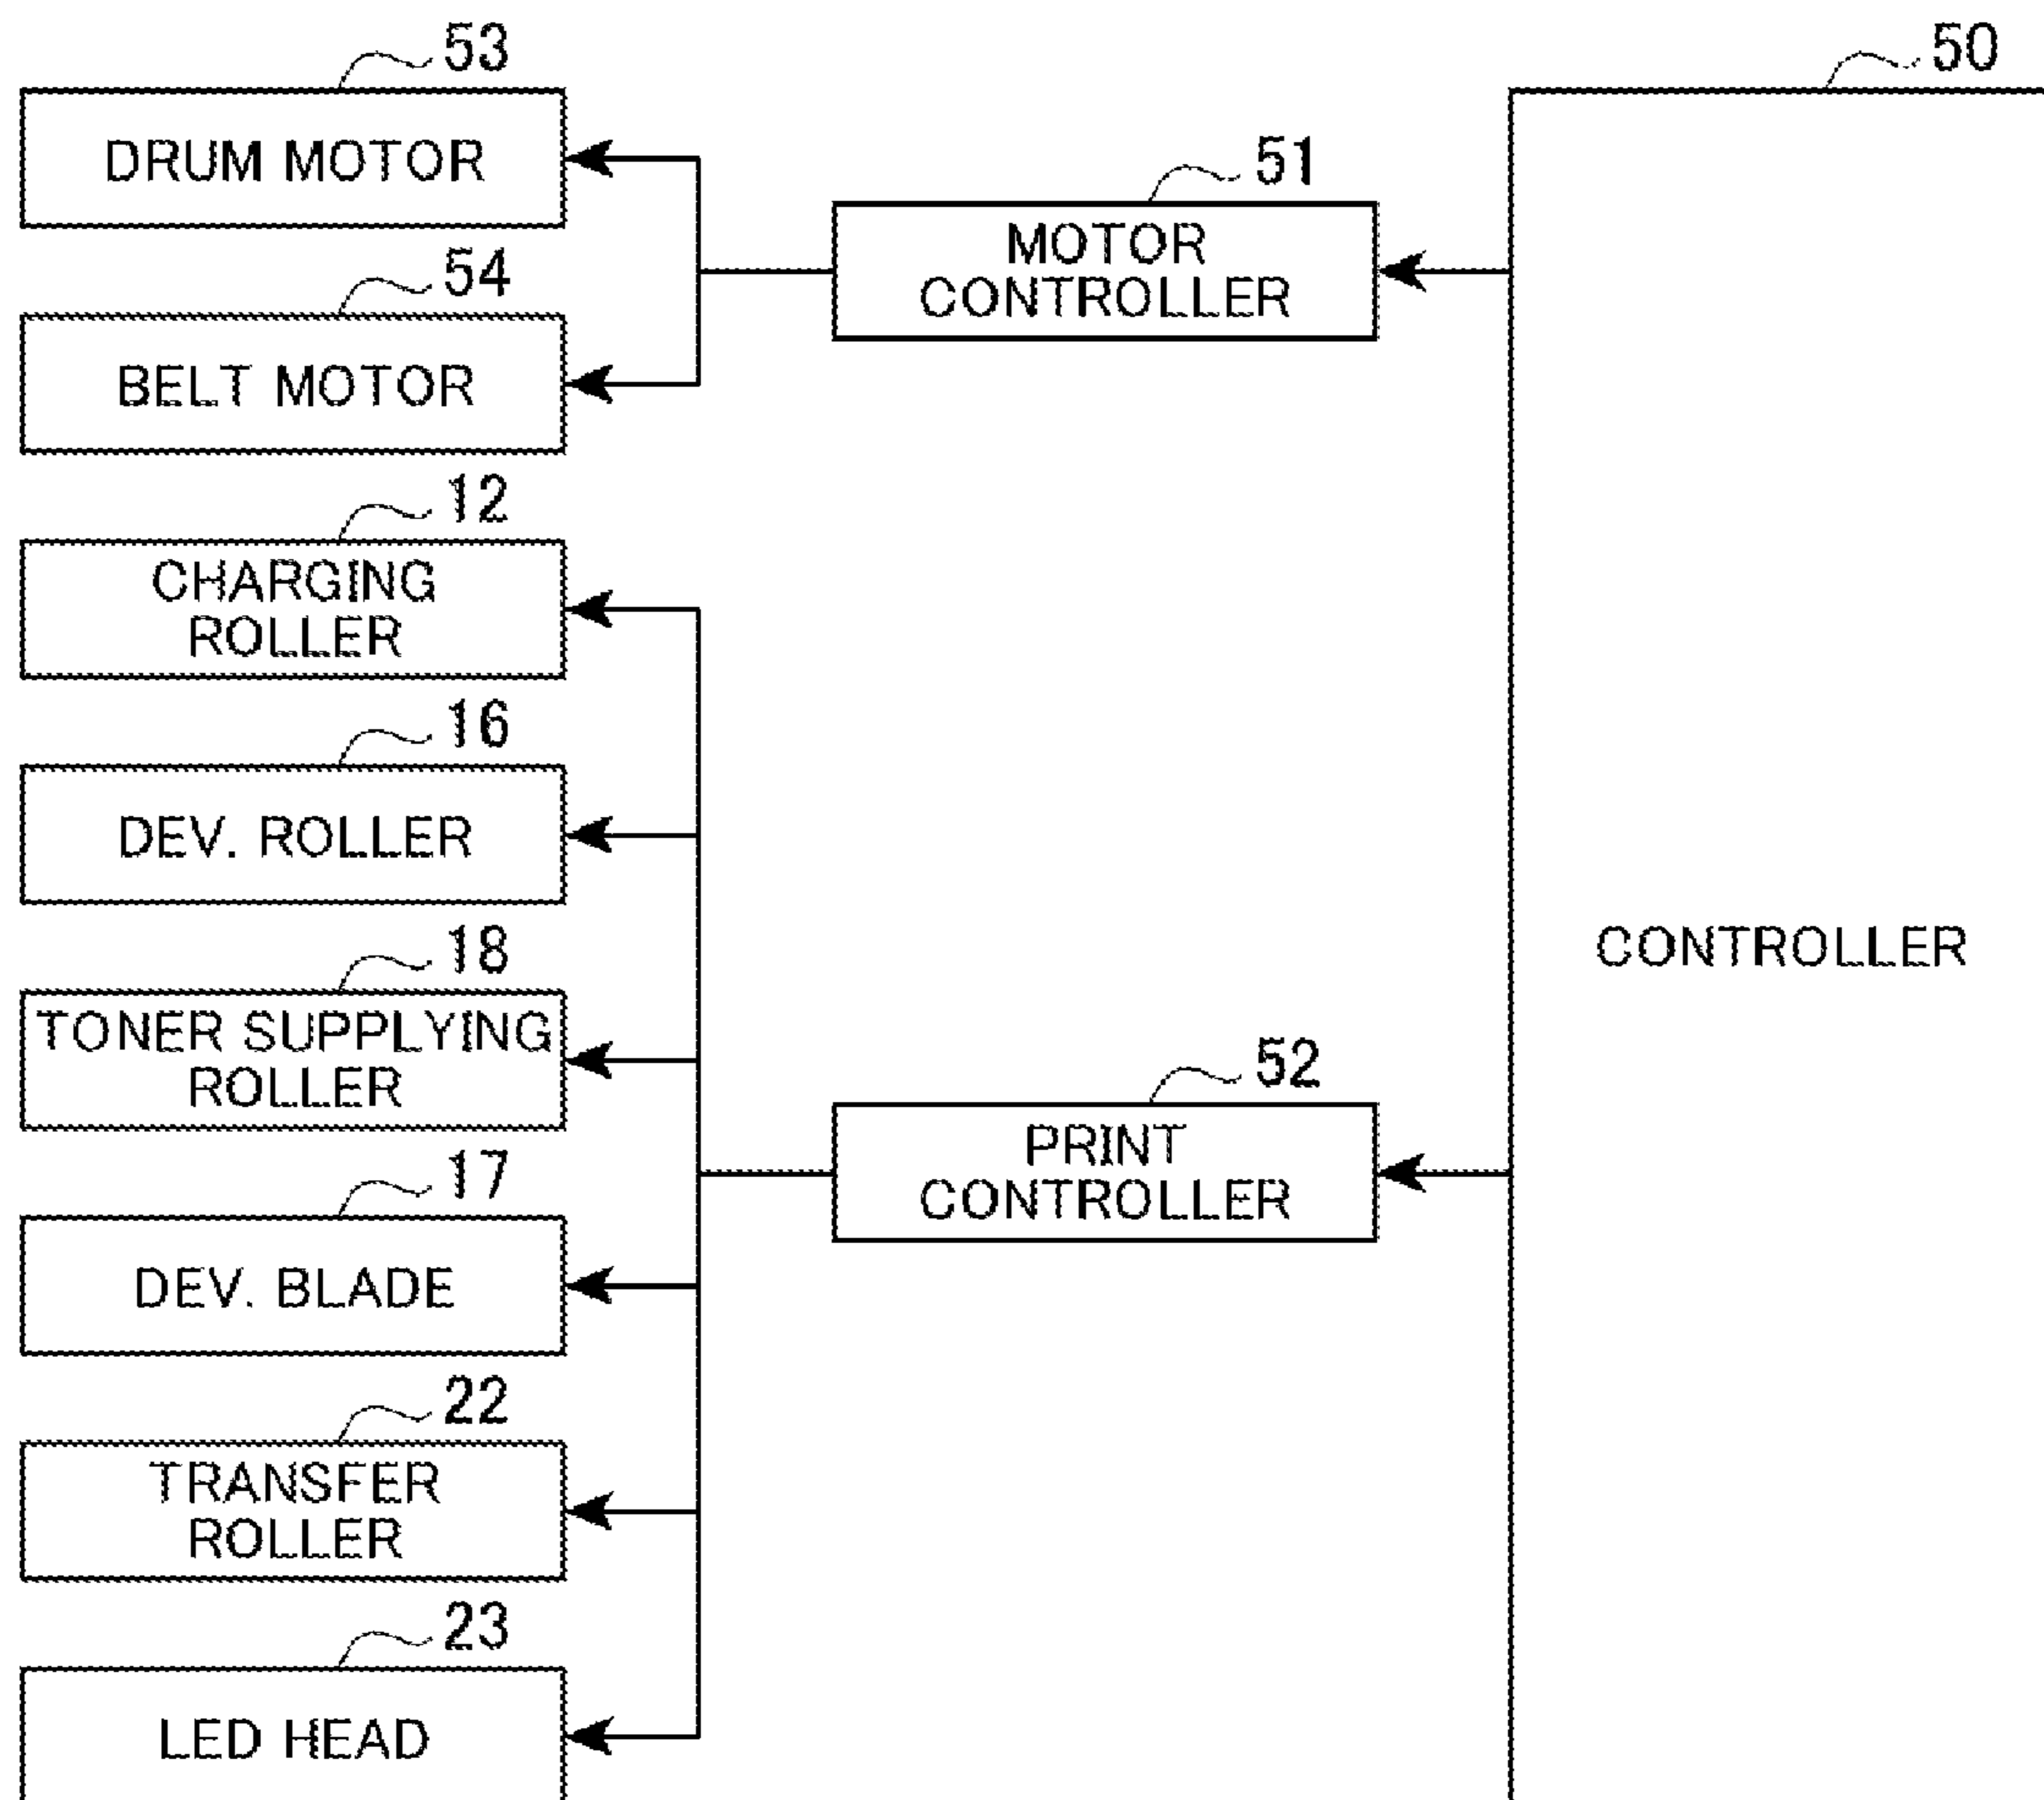 53
DRUM MOTOR
54
BELT MOTOR
12
CHARGING
ROLLER
16
DEV. ROLLER
18
TONER SUPPLYING
ROLLER
17
DEV. BLADE
22
TRANSFER
ROLLER
23
LED HEAD
51
MOTOR
CONTROLLER
52
PRINT
CONTROLLER
50
CONTROLLER